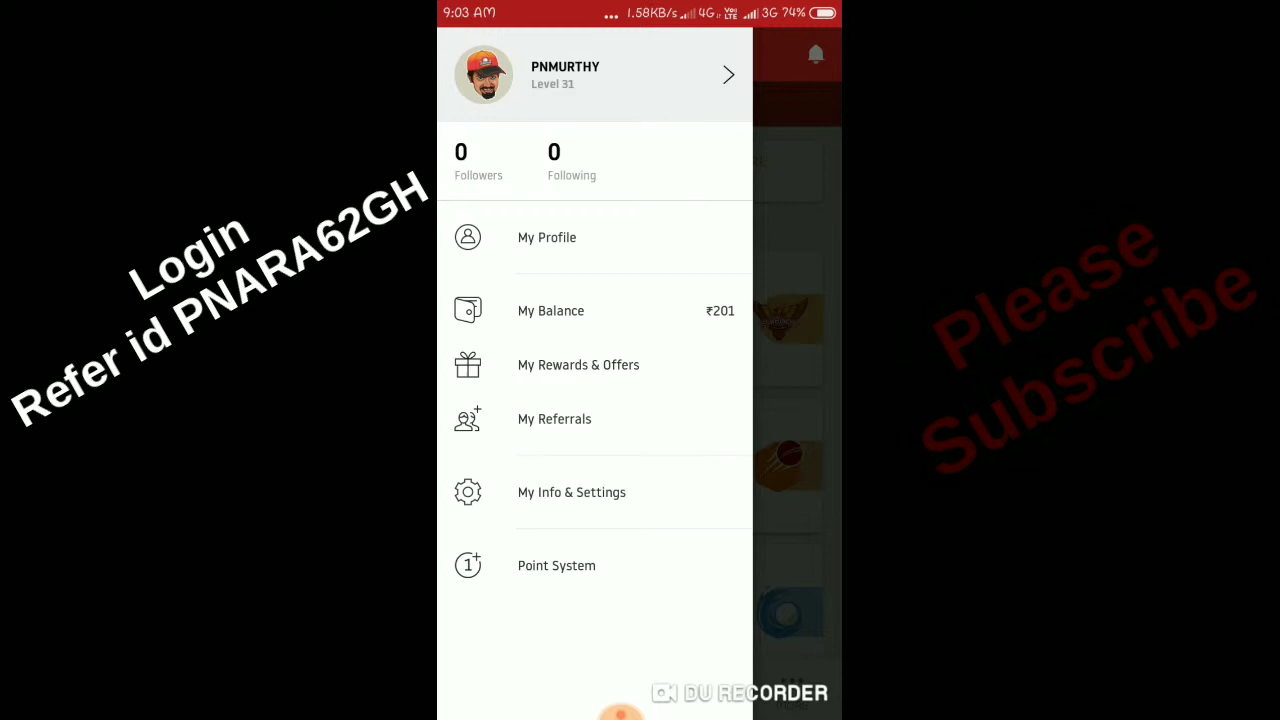 9:03 AM
... 1.58KB/s 4G VoLTE 3G 74%
PNMURTHY
Level 31
0
0
Followers
Following
My Profile
My Balance
₹201
My Rewards & Offers
My Referrals
My Info & Settings
1+
Point System
Login
Refer id PNARA62GH
Please
Subscribe
DU RECORDER